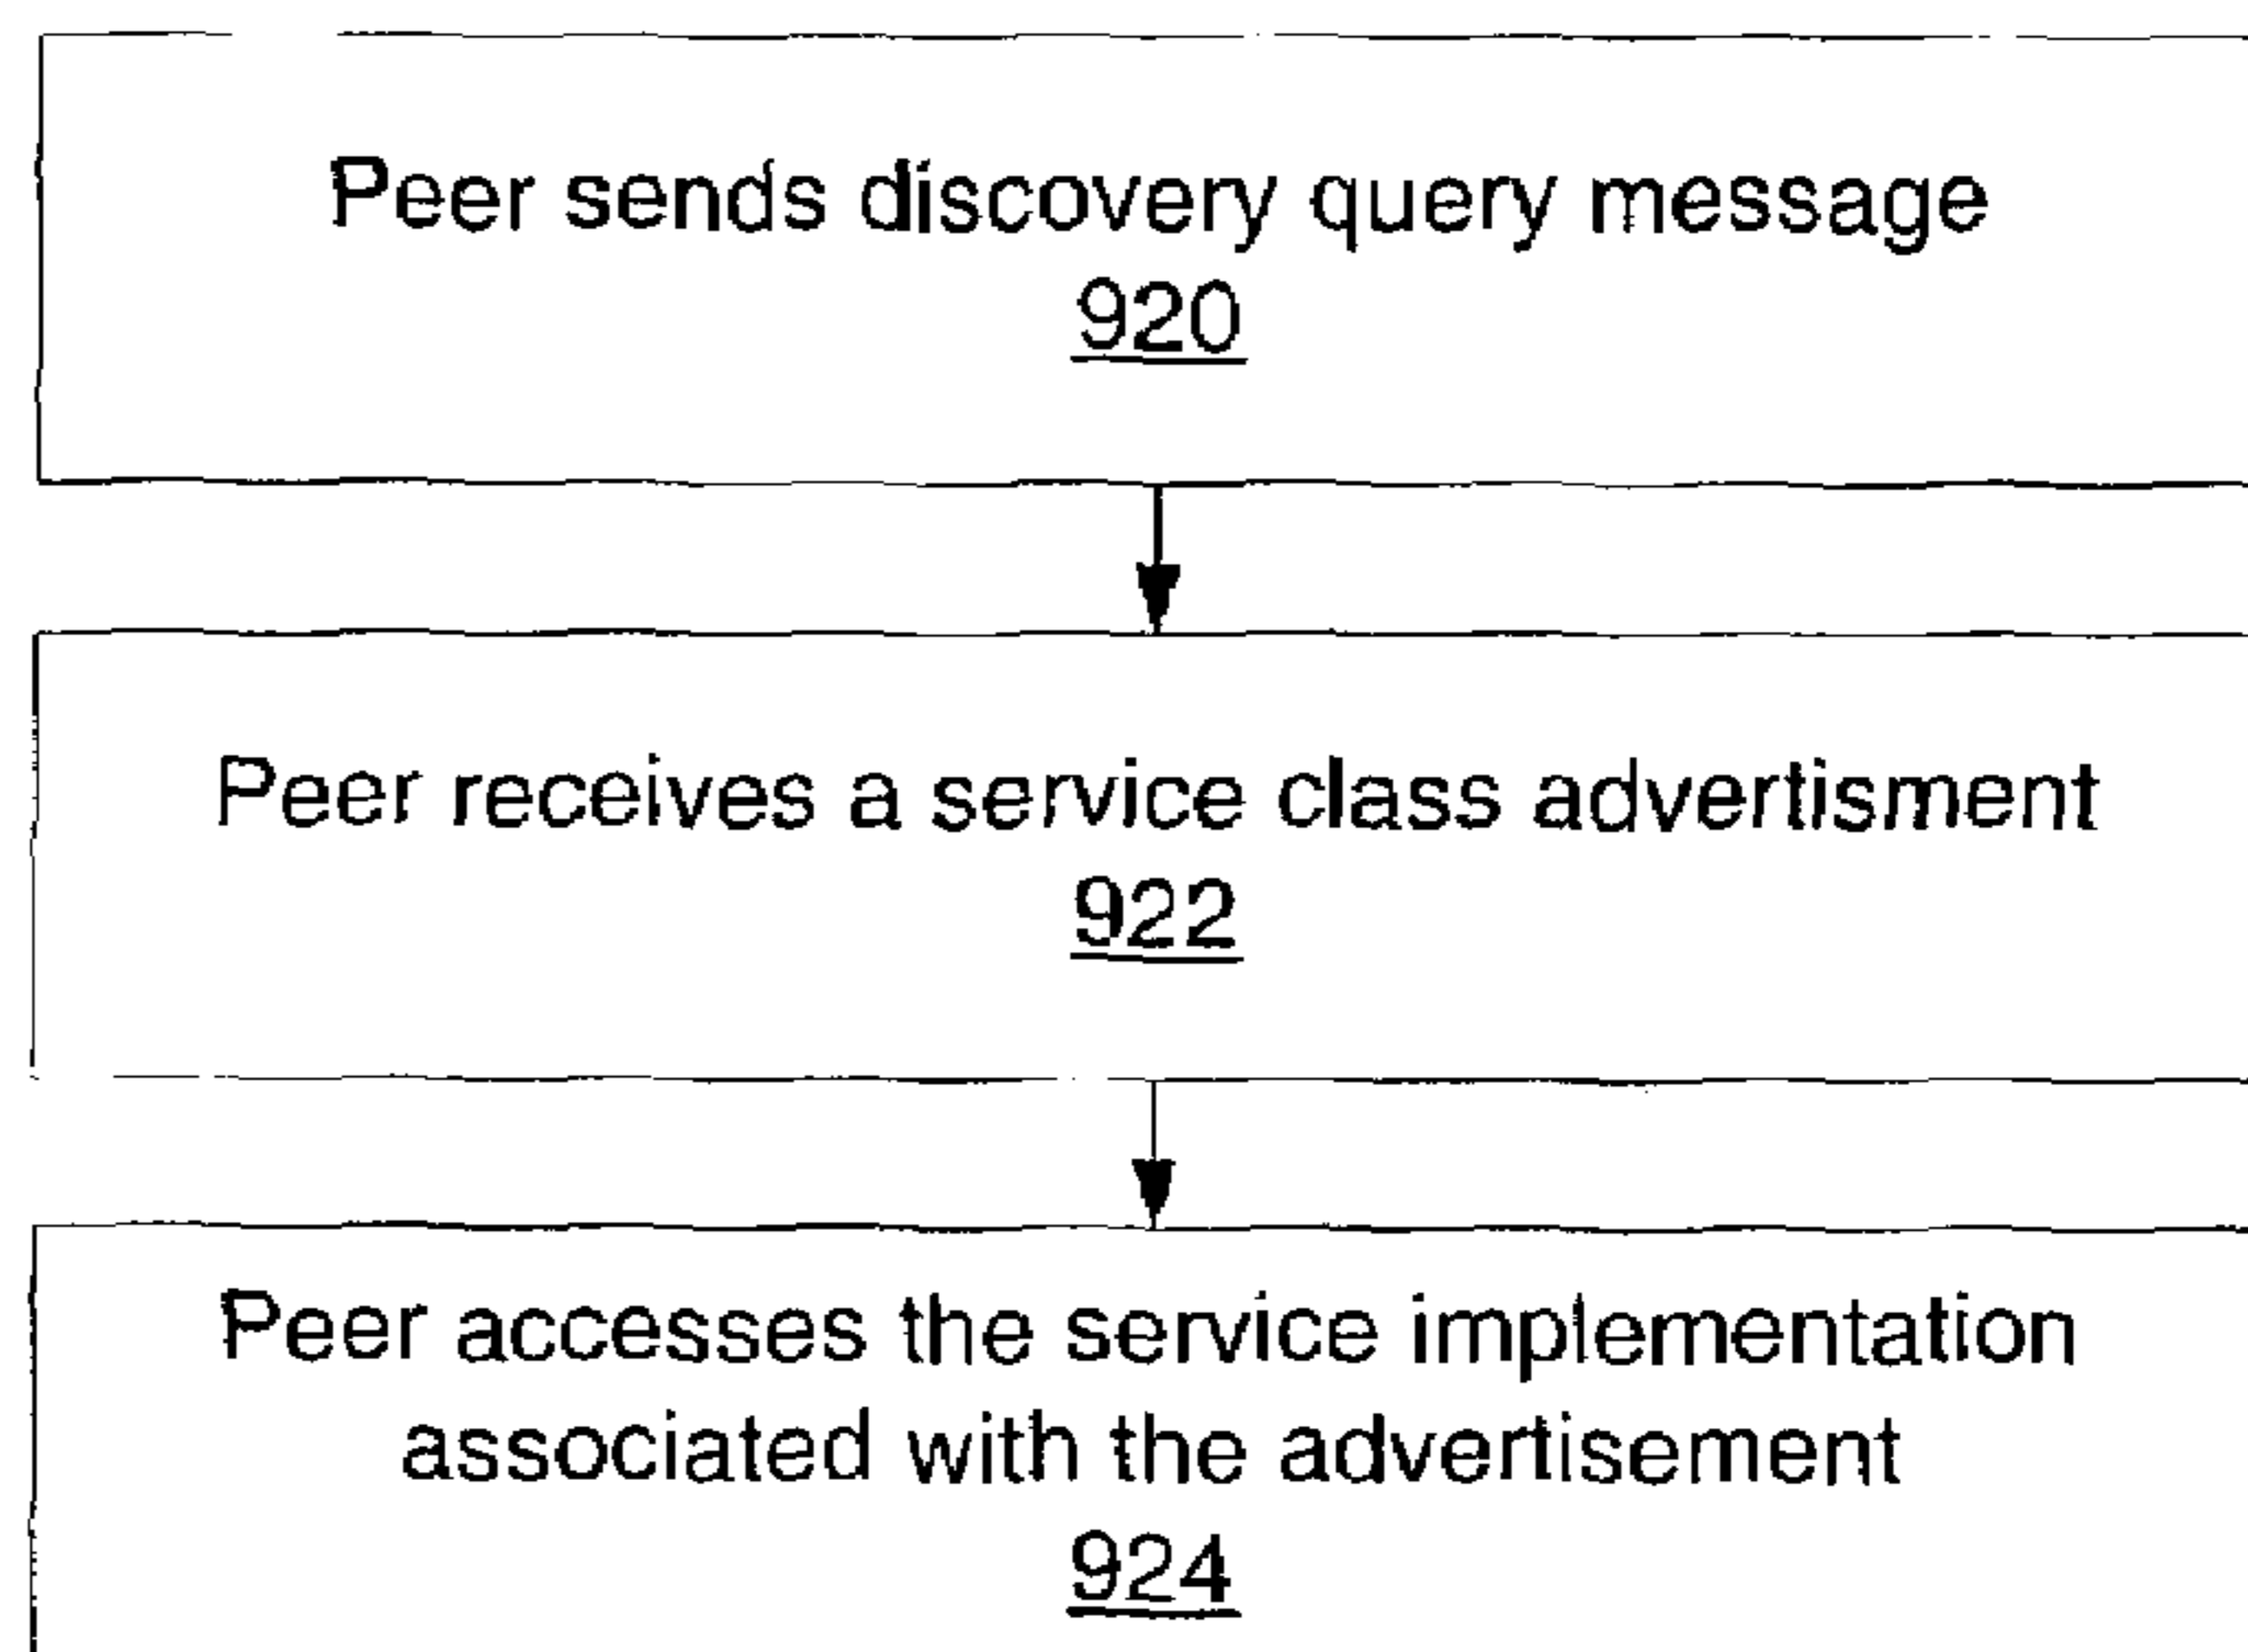 Peer sends discovery query message
920
Peer receives a service class advertisment
922
Peer accesses the service implementation
associated with the advertisement
924